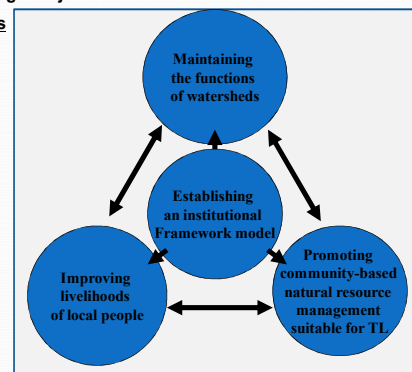 Maintaining
the functions
of watersheds
Establishing
an institutional
Framework model
Improving
livelihoods
of local people
Promoting
community-based
natural resource
management
suitable for TL